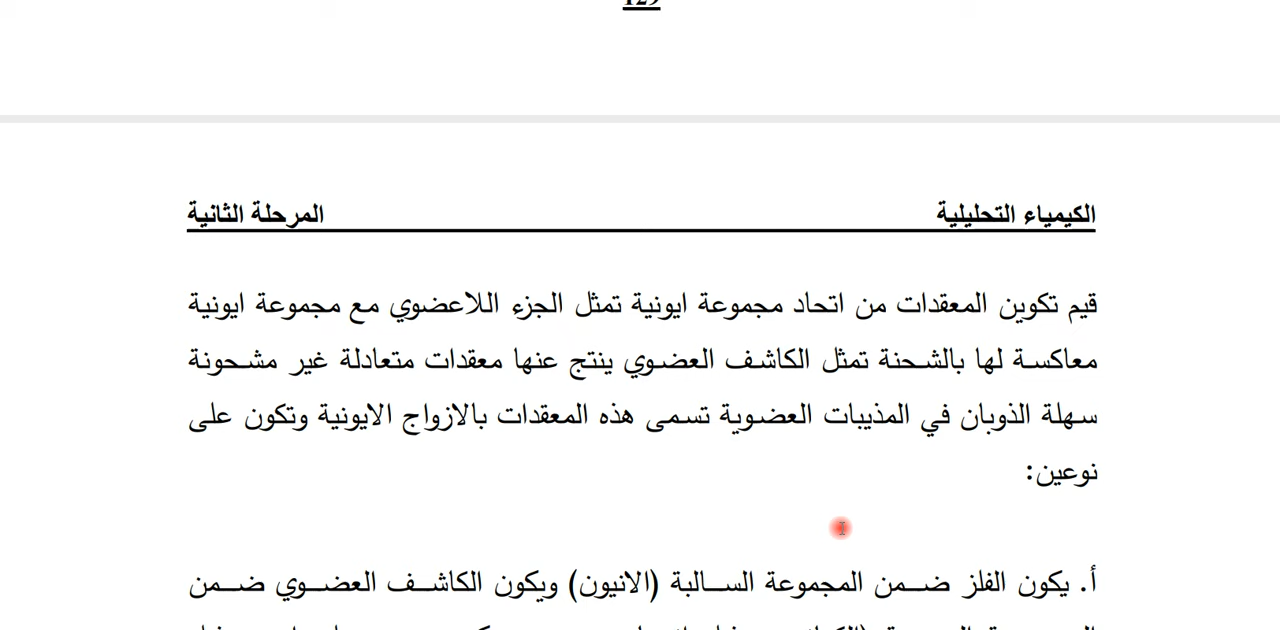 129
الكيمياء التحليلية المرحلة الثانية
قيم تكوين المعقدات من اتحاد مجموعة ايونية تمثل الجزء اللاعضوي مع مجموعة ايونية
معاكسة لها بالشحنة تمثل الكاشف العضوي ينتج عنها معقدات متعادلة غير مشحونة
سهلة الذوبان في المذيبات العضوية تسمى هذه المعقدات بالازواج الايونية وتكون على
نوعين:
أ. يكون الفلز ضمن المجموعة السالبة (الانيون) ويكون الكاشف العضوي ضمن